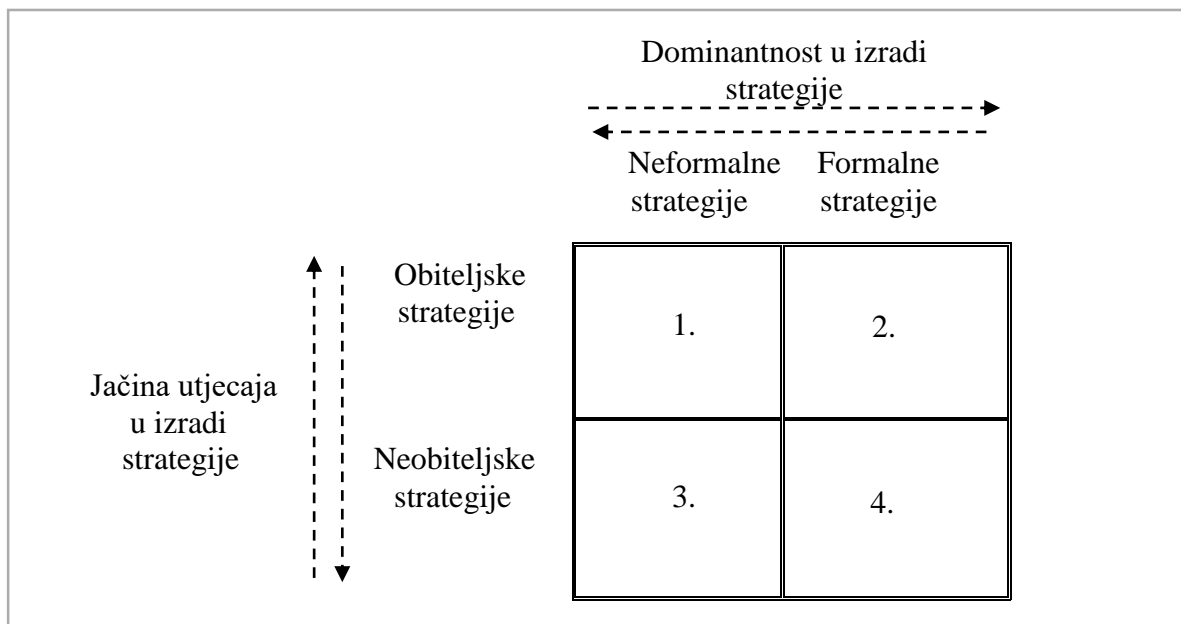 Dominantnost u izradi
strategije
Neformalne
strategije
Formalne
strategije
Obiteljske
strategije
1.
2.
Jačina utjecaja
u izradi
strategije
Neobiteljske
strategije
3.
4.